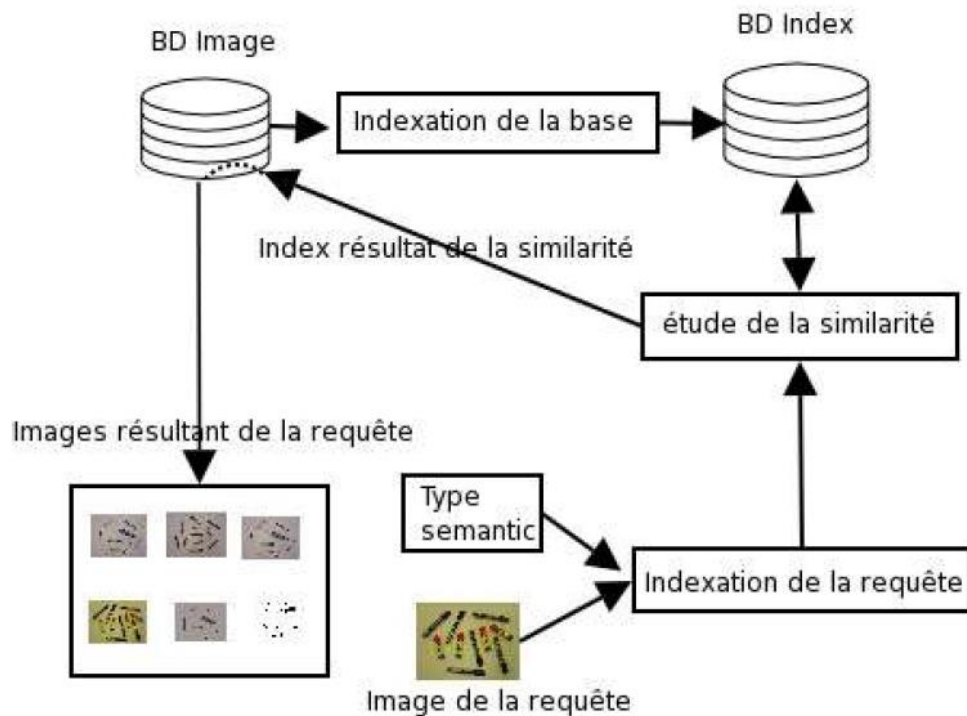 BD Image
BD Index
Indexation de la base
Index résultat de la similarité
étude de la similarité
Images résultant de la requête
Type
semantic
Indexation de la requête
Image de la requête